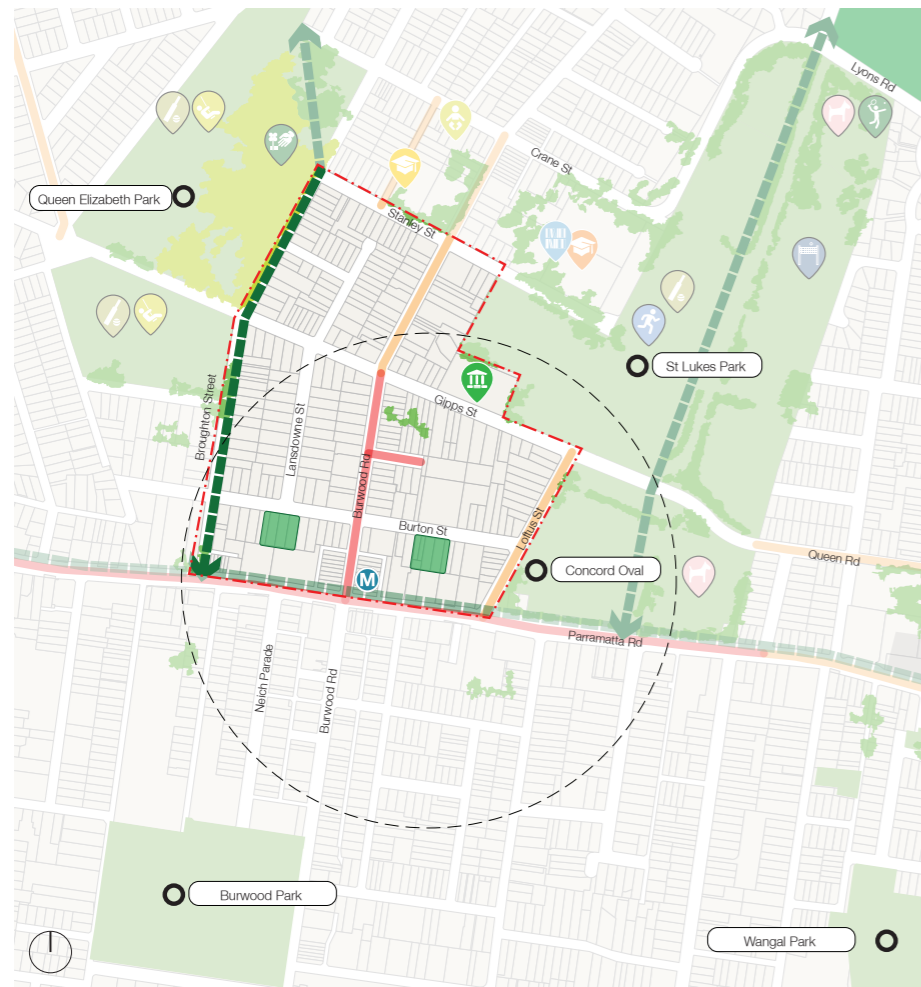 Lyons Rd
Crane St
Queen Elizabeth Park
Stanley St
St Lukes Park
Gipps St
Broughton Street
Lansdowne St
Burwood Rd
Burton St
Loftus St
Queen Rd
Concord Oval
M
Parramatta Rd
Neich Parade
Burwood Rd
Burwood Park
Wangal Park